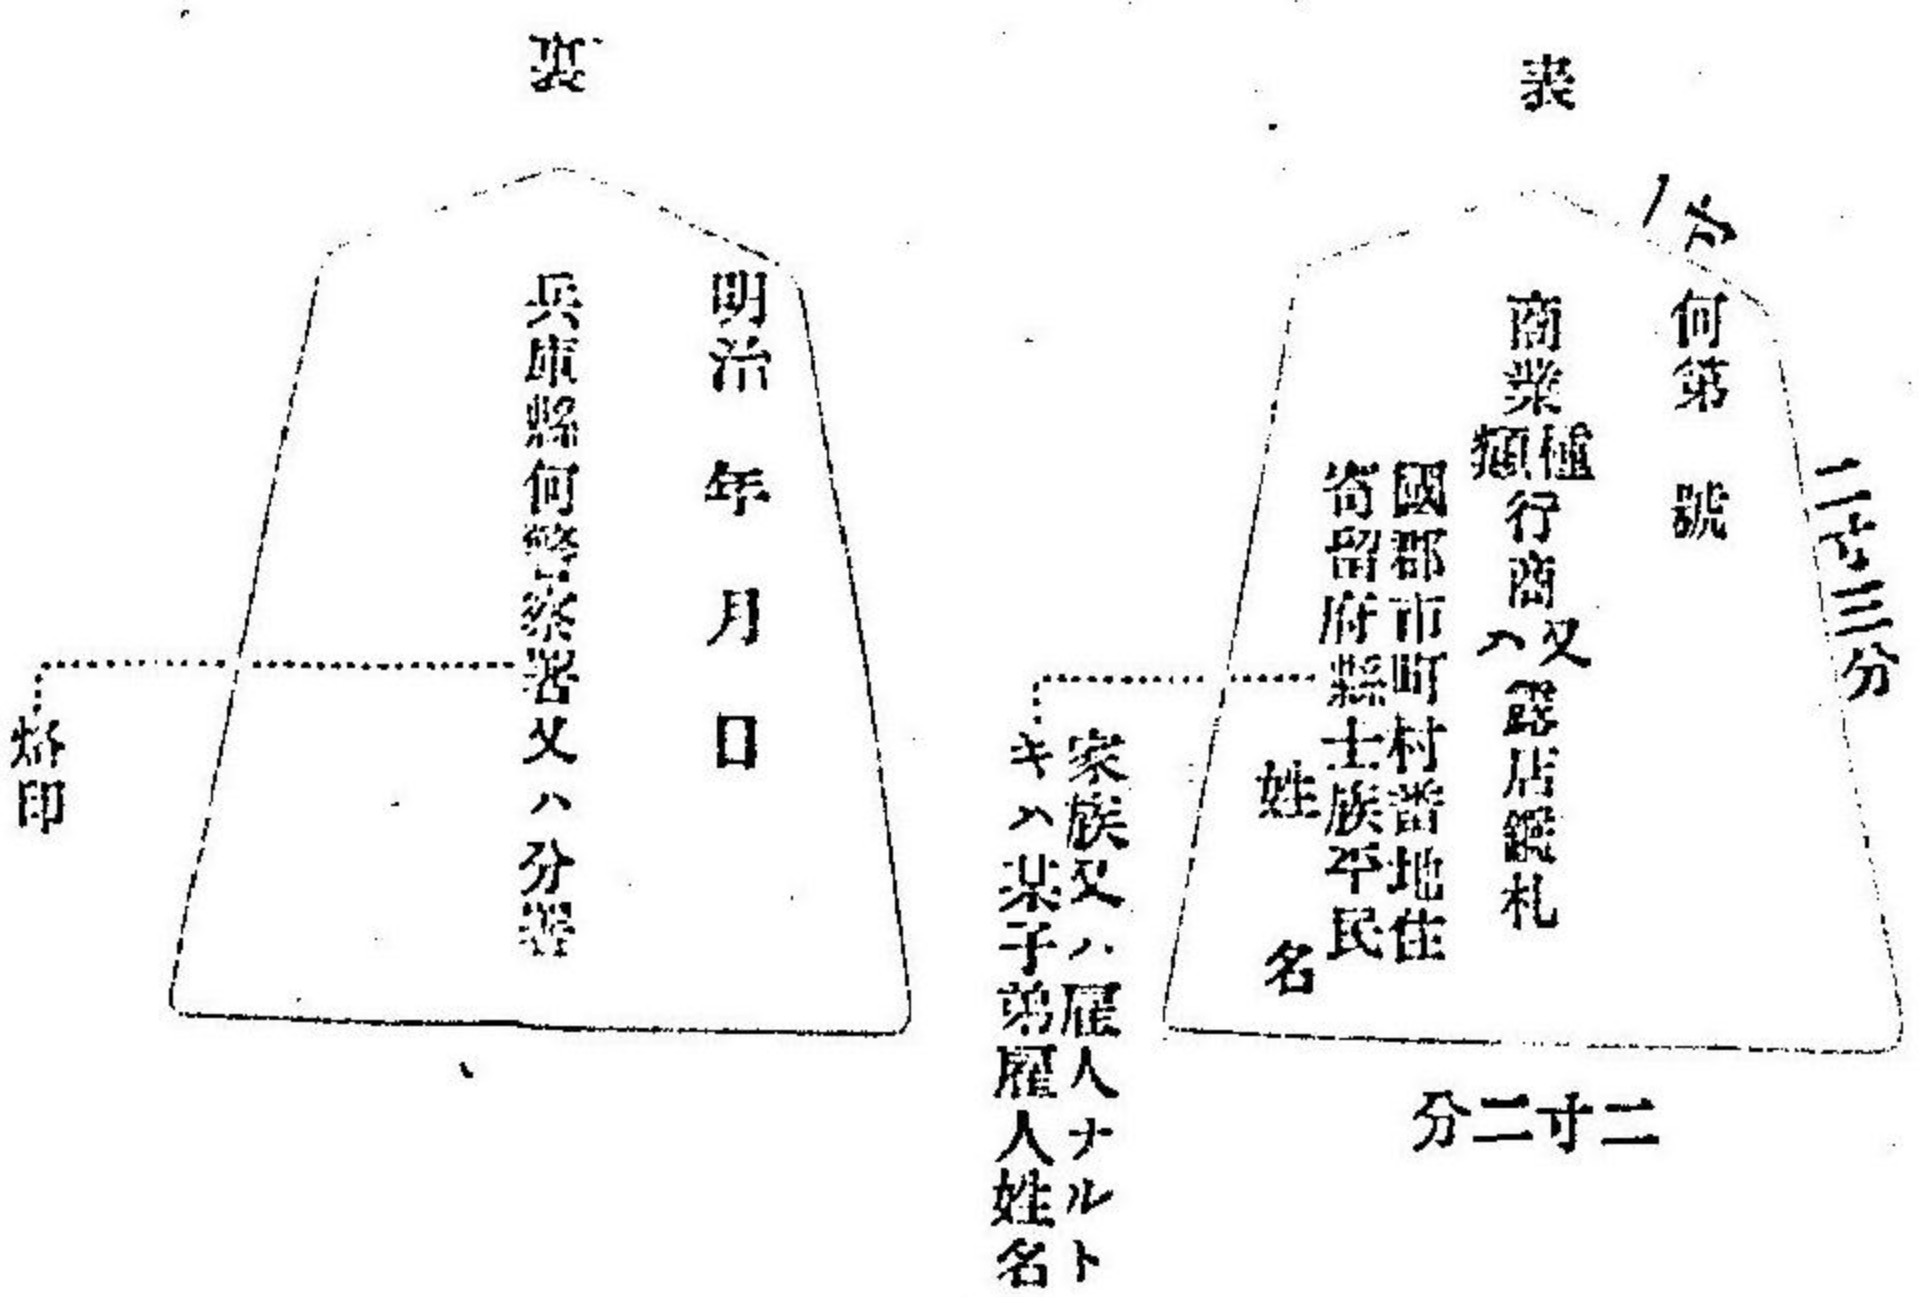 表
一寸
二寸三分
何第　號
商業種類行商又ハ露店鑑札
國郡市町村番地住
寄留府縣士族平民
姓　名
家族又ハ雇人ナルト
キハ某子弟雇人姓名
二寸二分
裏
明治　年　月　日
兵庫縣何警察署又ハ分署
烙印